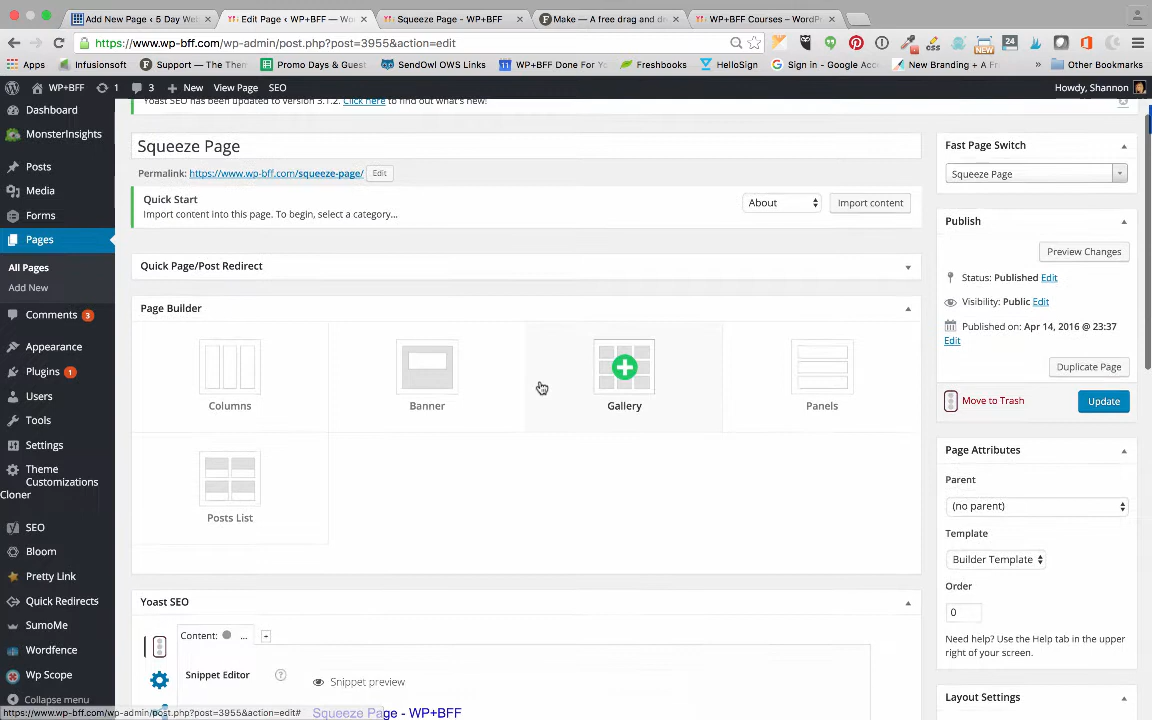 Add New Page ‹ 5 Day Web
Edit Page ‹ WP+BFF — Wo
Squeeze Page - WP+BFF
Make — A free drag and dr
WP+BFF Courses – WordPr
https://www.wp-bff.com/wp-admin/post.php?post=3955&action=edit
Apps
Infusionsoft
Support — The Them
Promo Days & Guest
SendOwl OWS Links
WP+BFF Done For Yo
Freshbooks
HelloSign
Sign in - Google Acc
New Branding + A Fr
»
Other Bookmarks
WP+BFF
1
3
New
View Page
SEO
Howdy, Shannon
Yoast SEO has been updated to version 3.1.2. Click here to find out what's new!
Dashboard
MonsterInsights
Posts
Media
Forms
Pages
All Pages
Add New
Comments 3
Appearance
Plugins 1
Users
Tools
Settings
Theme
Customizations
Cloner
SEO
Bloom
Pretty Link
Quick Redirects
SumoMe
Wordfence
Wp Scope
Collapse menu
Squeeze Page
Permalink: https://www.wp-bff.com/squeeze-page/ Edit
Quick Start
Import content into this page. To begin, select a category...
About
Import content
Quick Page/Post Redirect
Page Builder
Columns
Banner
Gallery
Panels
Posts List
Yoast SEO
Content: ...
+
Snippet Editor
Snippet preview
Squeeze Page - WP+BFF
https://www.wp-bff.com/wp-admin/post.php?post=3955&action=edit#
Fast Page Switch
Squeeze Page
Publish
Preview Changes
Status: Published Edit
Visibility: Public Edit
Published on: Apr 14, 2016 @ 23:37
Edit
Duplicate Page
Move to Trash
Update
Page Attributes
Parent
(no parent)
Template
Builder Template
Order
0
Need help? Use the Help tab in the upper
right of your screen.
Layout Settings